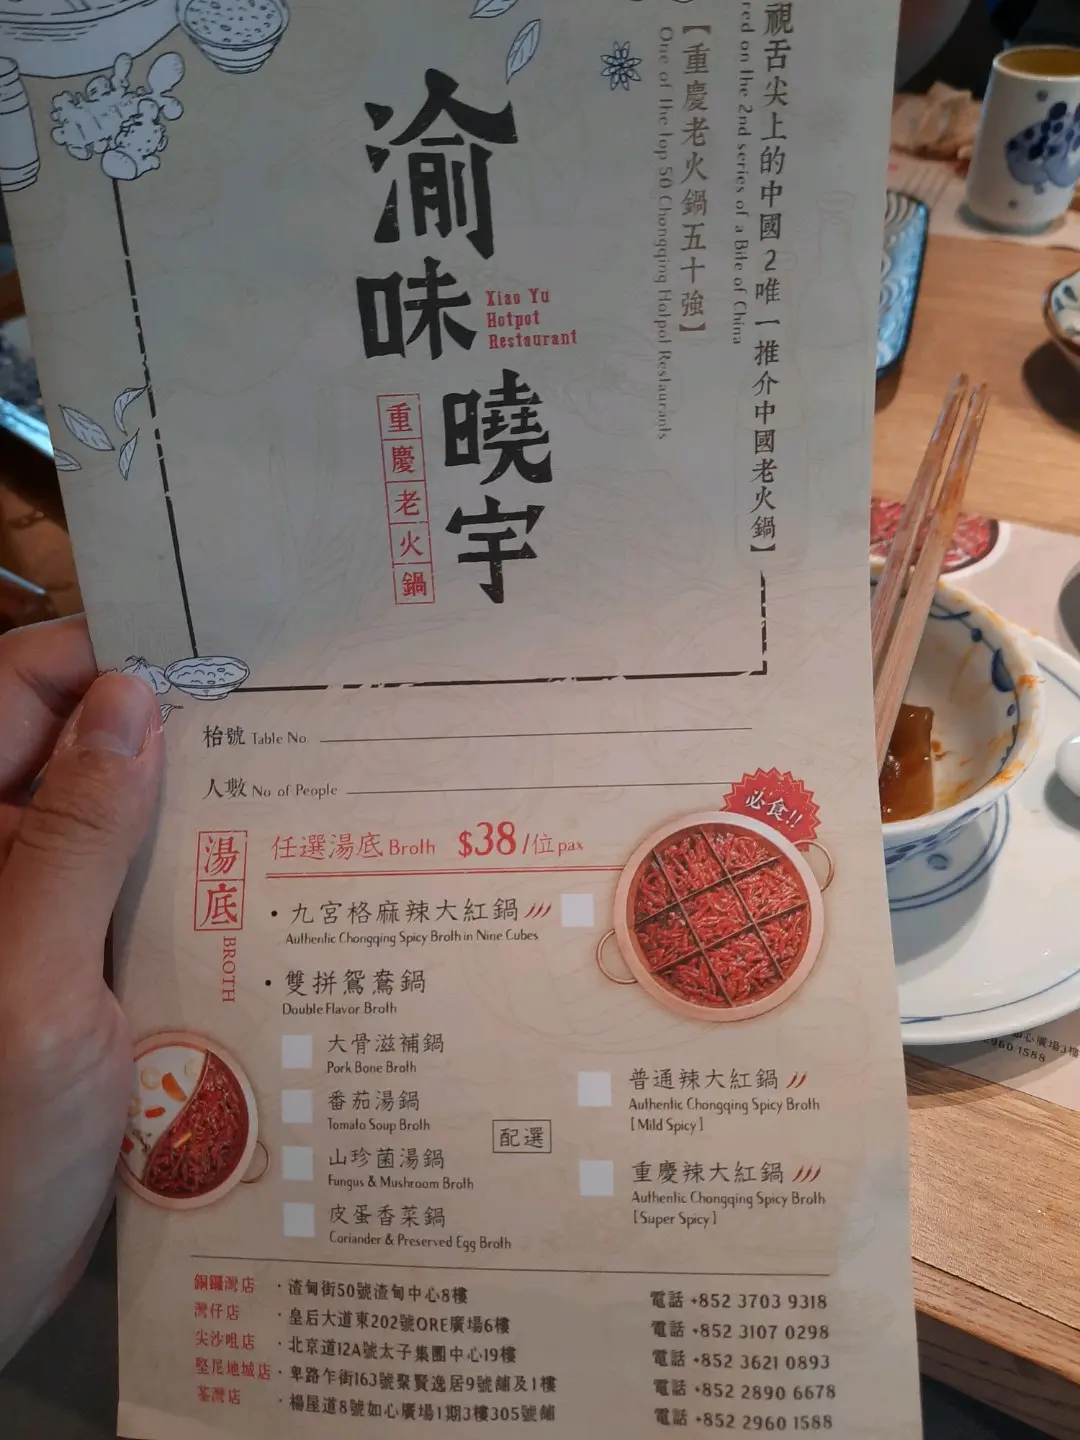 視舌尖上的中國2唯一推介中國老火鍋】
red on the 2nd series of a Bite of China
【重慶老火鍋五十強】
One of the top 50 Chongqing Hotpot Restaurants
渝味
曉宇
Xiao Yu
Hotpot
Restaurant
重慶老火鍋
枱號 Table No.
人數 No. of People
必食!!
湯底
BROTH
任選湯底 Broth $38/位 pax
• 九宮格麻辣大紅鍋
Authentic Chongqing Spicy Broth in Nine Cubes
• 雙拼鴛鴦鍋
Double Flavor Broth
大骨滋補鍋
Pork Bone Broth
番茄湯鍋
Tomato Soup Broth
山珍菌湯鍋
Fungus & Mushroom Broth
皮蛋香菜鍋
Coriander & Preserved Egg Broth
配選
普通辣大紅鍋
Authentic Chongqing Spicy Broth
[Mild Spicy]
重慶辣大紅鍋
Authentic Chongqing Spicy Broth
[Super Spicy]
銅鑼灣店 · 渣甸街50號渣甸中心8樓 電話 +852 3703 9318
灣仔店 · 皇后大道東202號ORE廣場6樓 電話 +852 3107 0298
尖沙咀店 · 北京道12A號太子集團中心19樓 電話 +852 3621 0893
堅尼地城店 · 卑路乍街163號聚賢逸居9號舖及1樓 電話 +852 2890 6678
荃灣店 · 楊屋道8號如心廣場1期3樓305號舖 電話 +852 2960 1588
如心廣場3樓
2960 1588